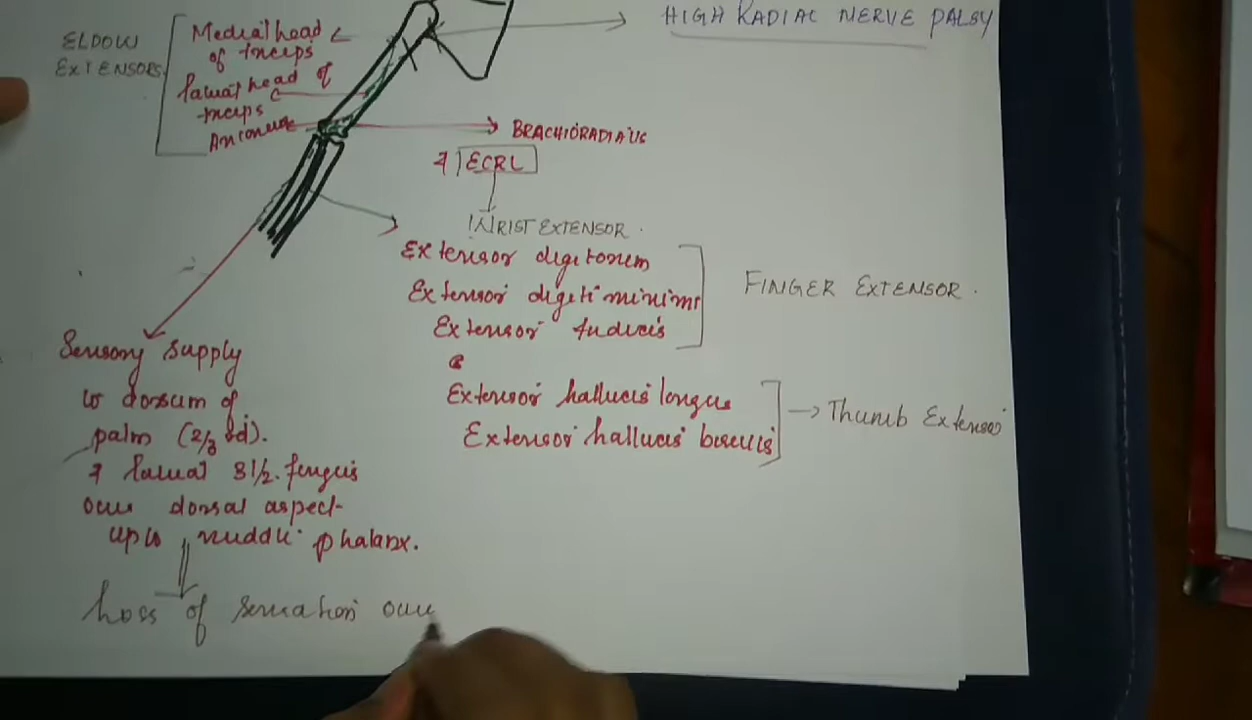 HIGH RADIAL NERVE PALSY
ELBOW
EXTENSORS
Medial head
of triceps
lateral head of
triceps
Anconeus
BRACHIORADIALIS
ECRL
WRIST EXTENSOR.
Extensor digitorum
Extensor digiti minimi
Extensor Indicis
FINGER EXTENSOR.
Extensor hallucis longus
Extensor hallucis brevis
Thumb Extensor
Sensory supply
to dorsum of
palm (2/3rd).
+ lateral 3 1/2 fingers
over dorsal aspect
upto middle phalanx.
Loss of sensation over